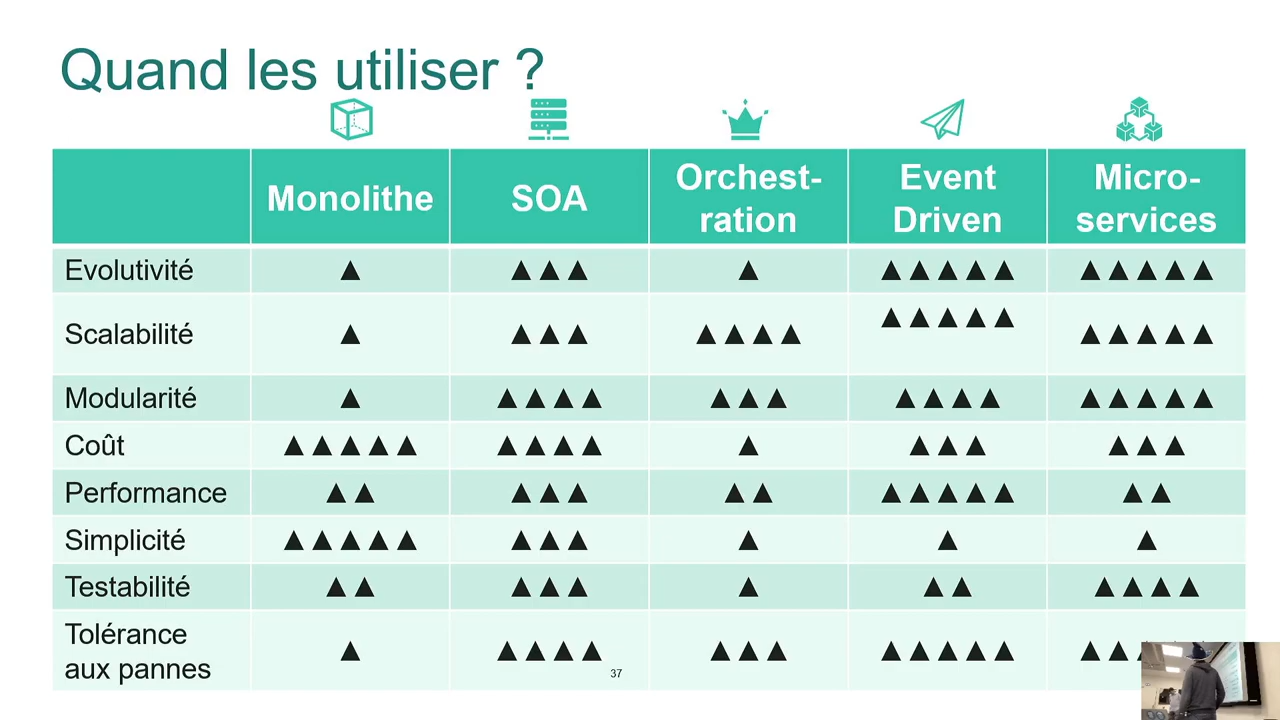 Quand les utiliser ?
Monolithe
SOA
Orchest-
ration
Event
Driven
Micro-
services
Evolutivité ▲ ▲▲▲ ▲ ▲▲▲▲▲ ▲▲▲▲▲
Scalabilité ▲ ▲▲▲ ▲▲▲▲ ▲▲▲▲▲ ▲▲▲▲▲
Modularité ▲ ▲▲▲▲ ▲▲▲ ▲▲▲▲ ▲▲▲▲▲
Coût ▲▲▲▲▲ ▲▲▲▲ ▲ ▲▲▲ ▲▲▲
Performance ▲▲ ▲▲▲ ▲▲ ▲▲▲▲▲ ▲▲
Simplicité ▲▲▲▲▲ ▲▲▲ ▲ ▲ ▲
Testabilité ▲▲ ▲▲▲ ▲ ▲▲ ▲▲▲▲
Tolérance
aux pannes ▲ ▲▲▲▲ ▲▲▲ ▲▲▲▲▲ ▲▲▲
37